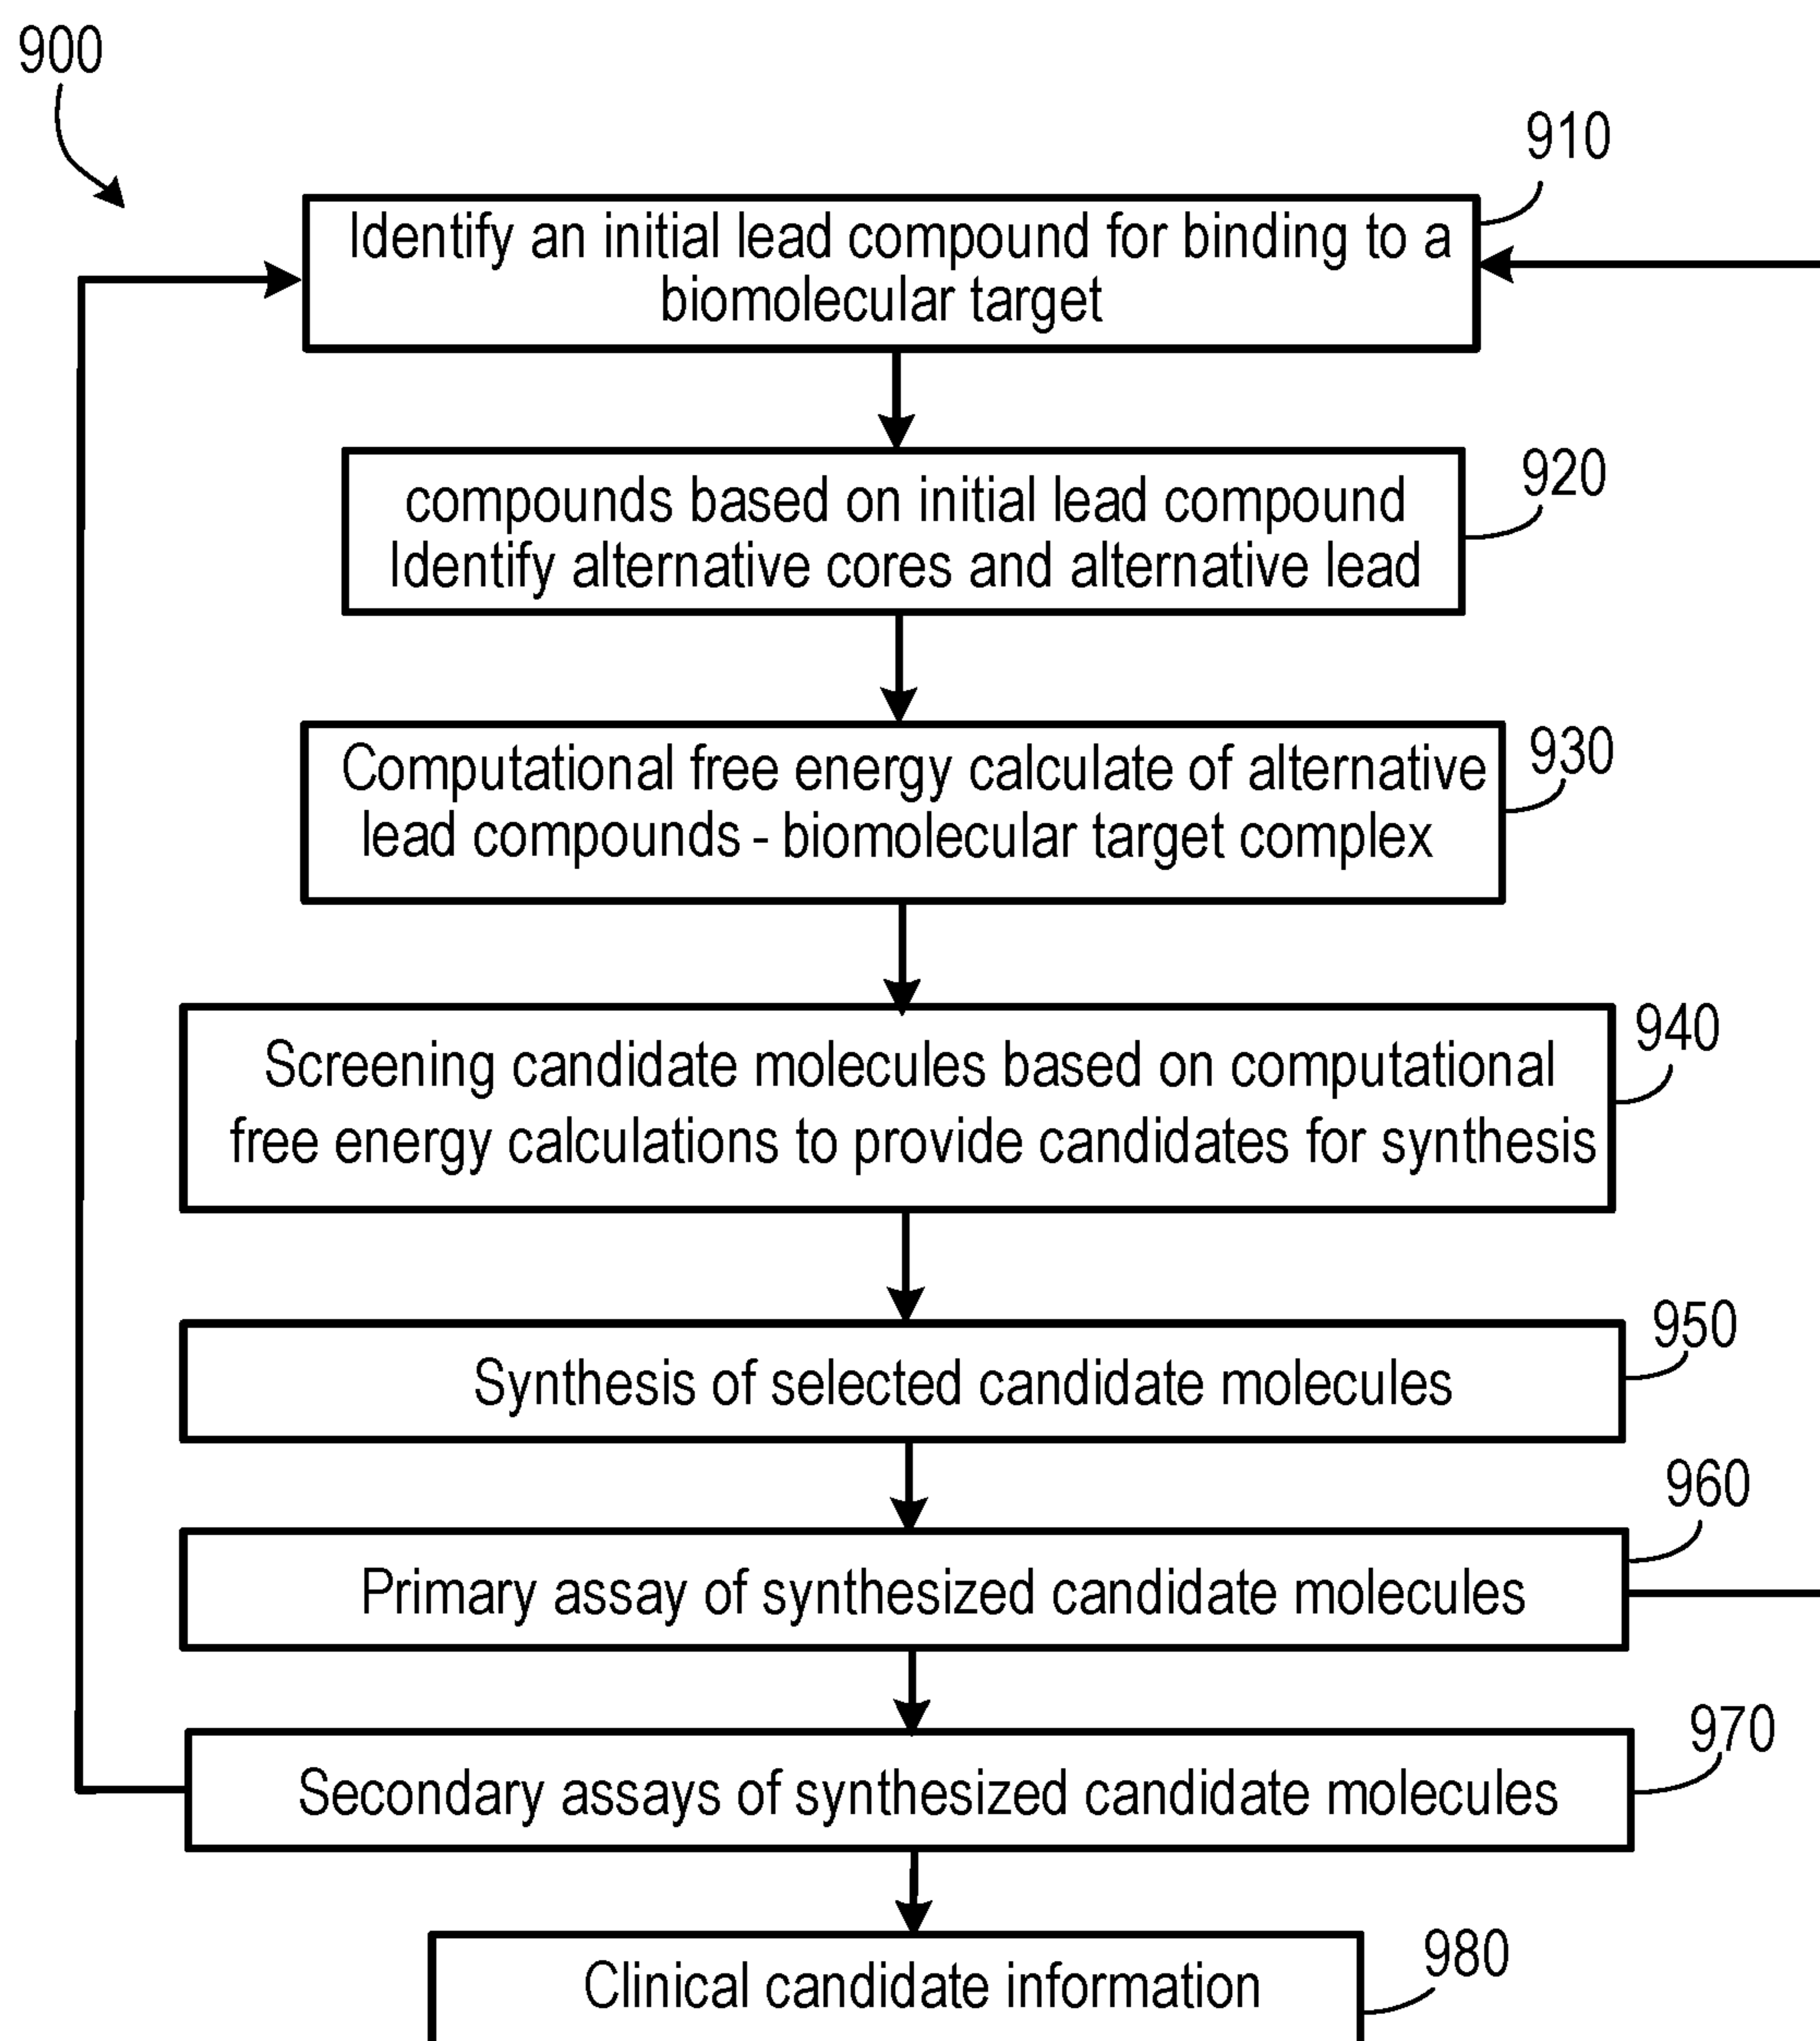 900
910
Identify an initial lead compound for binding to a
biomolecular target
920
compounds based on initial lead compound
Identify alternative cores and alternative lead
930
Computational free energy calculate of alternative
lead compounds - biomolecular target complex
940
Screening candidate molecules based on computational
free energy calculations to provide candidates for synthesis
950
Synthesis of selected candidate molecules
960
Primary assay of synthesized candidate molecules
970
Secondary assays of synthesized candidate molecules
980
Clinical candidate information